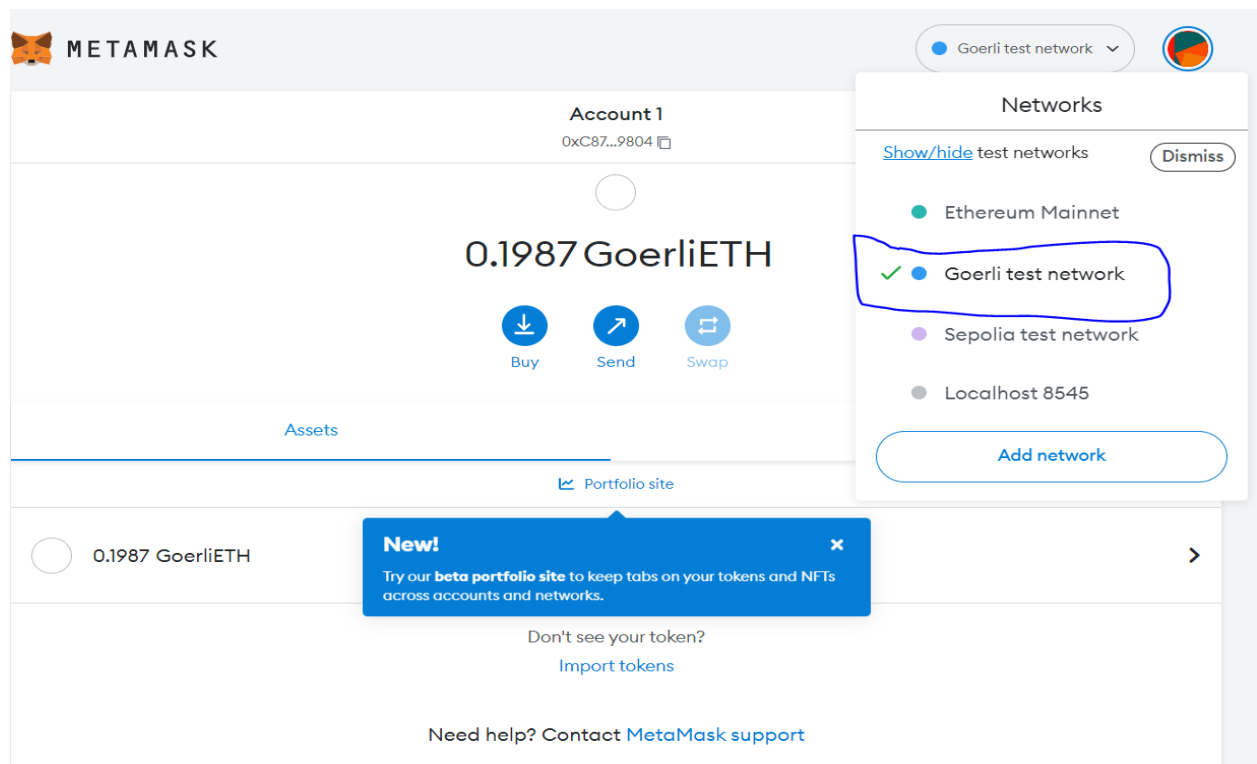 METAMASK
Goerli test network
Account 1
0xC87...9804
0.1987 GoerliETH
Buy
Send
Swap
Networks
Show/hide test networks
Dismiss
Ethereum Mainnet
Goerli test network
Sepolia test network
Localhost 8545
Add network
Assets
Portfolio site
0.1987 GoerliETH
New!
Try our beta portfolio site to keep tabs on your tokens and NFTs
across accounts and networks.
Don't see your token?
Import tokens
Need help? Contact MetaMask support